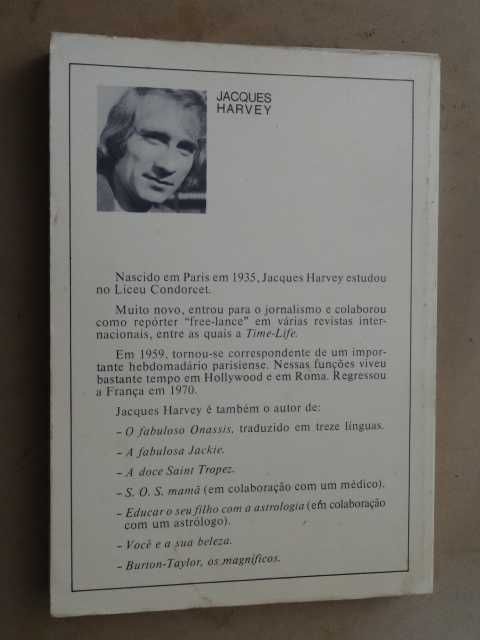 JACQUES
HARVEY
Nascido em Paris em 1935, Jacques Harvey estudou
no Liceu Condorcet.
Muito novo, entrou para o jornalismo e colaborou
como repórter "free-lance" em várias revistas inter-
nacionais, entre as quais a Time-Life.
Em 1959, tornou-se correspondente de um impor-
tante hebdomadário parisiense. Nessas funções viveu
bastante tempo em Hollywood e em Roma. Regressou
a França em 1970.
Jacques Harvey é também o autor de:
– O fabuloso Onassis, traduzido em treze línguas.
– A fabulosa Jackie.
– A doce Saint Tropez.
– S. O. S. mamã (em colaboração com um médico).
– Educar o seu filho com a astrologia (em colaboração
com um astrólogo).
– Você e a sua beleza.
– Burton-Taylor, os magníficos.